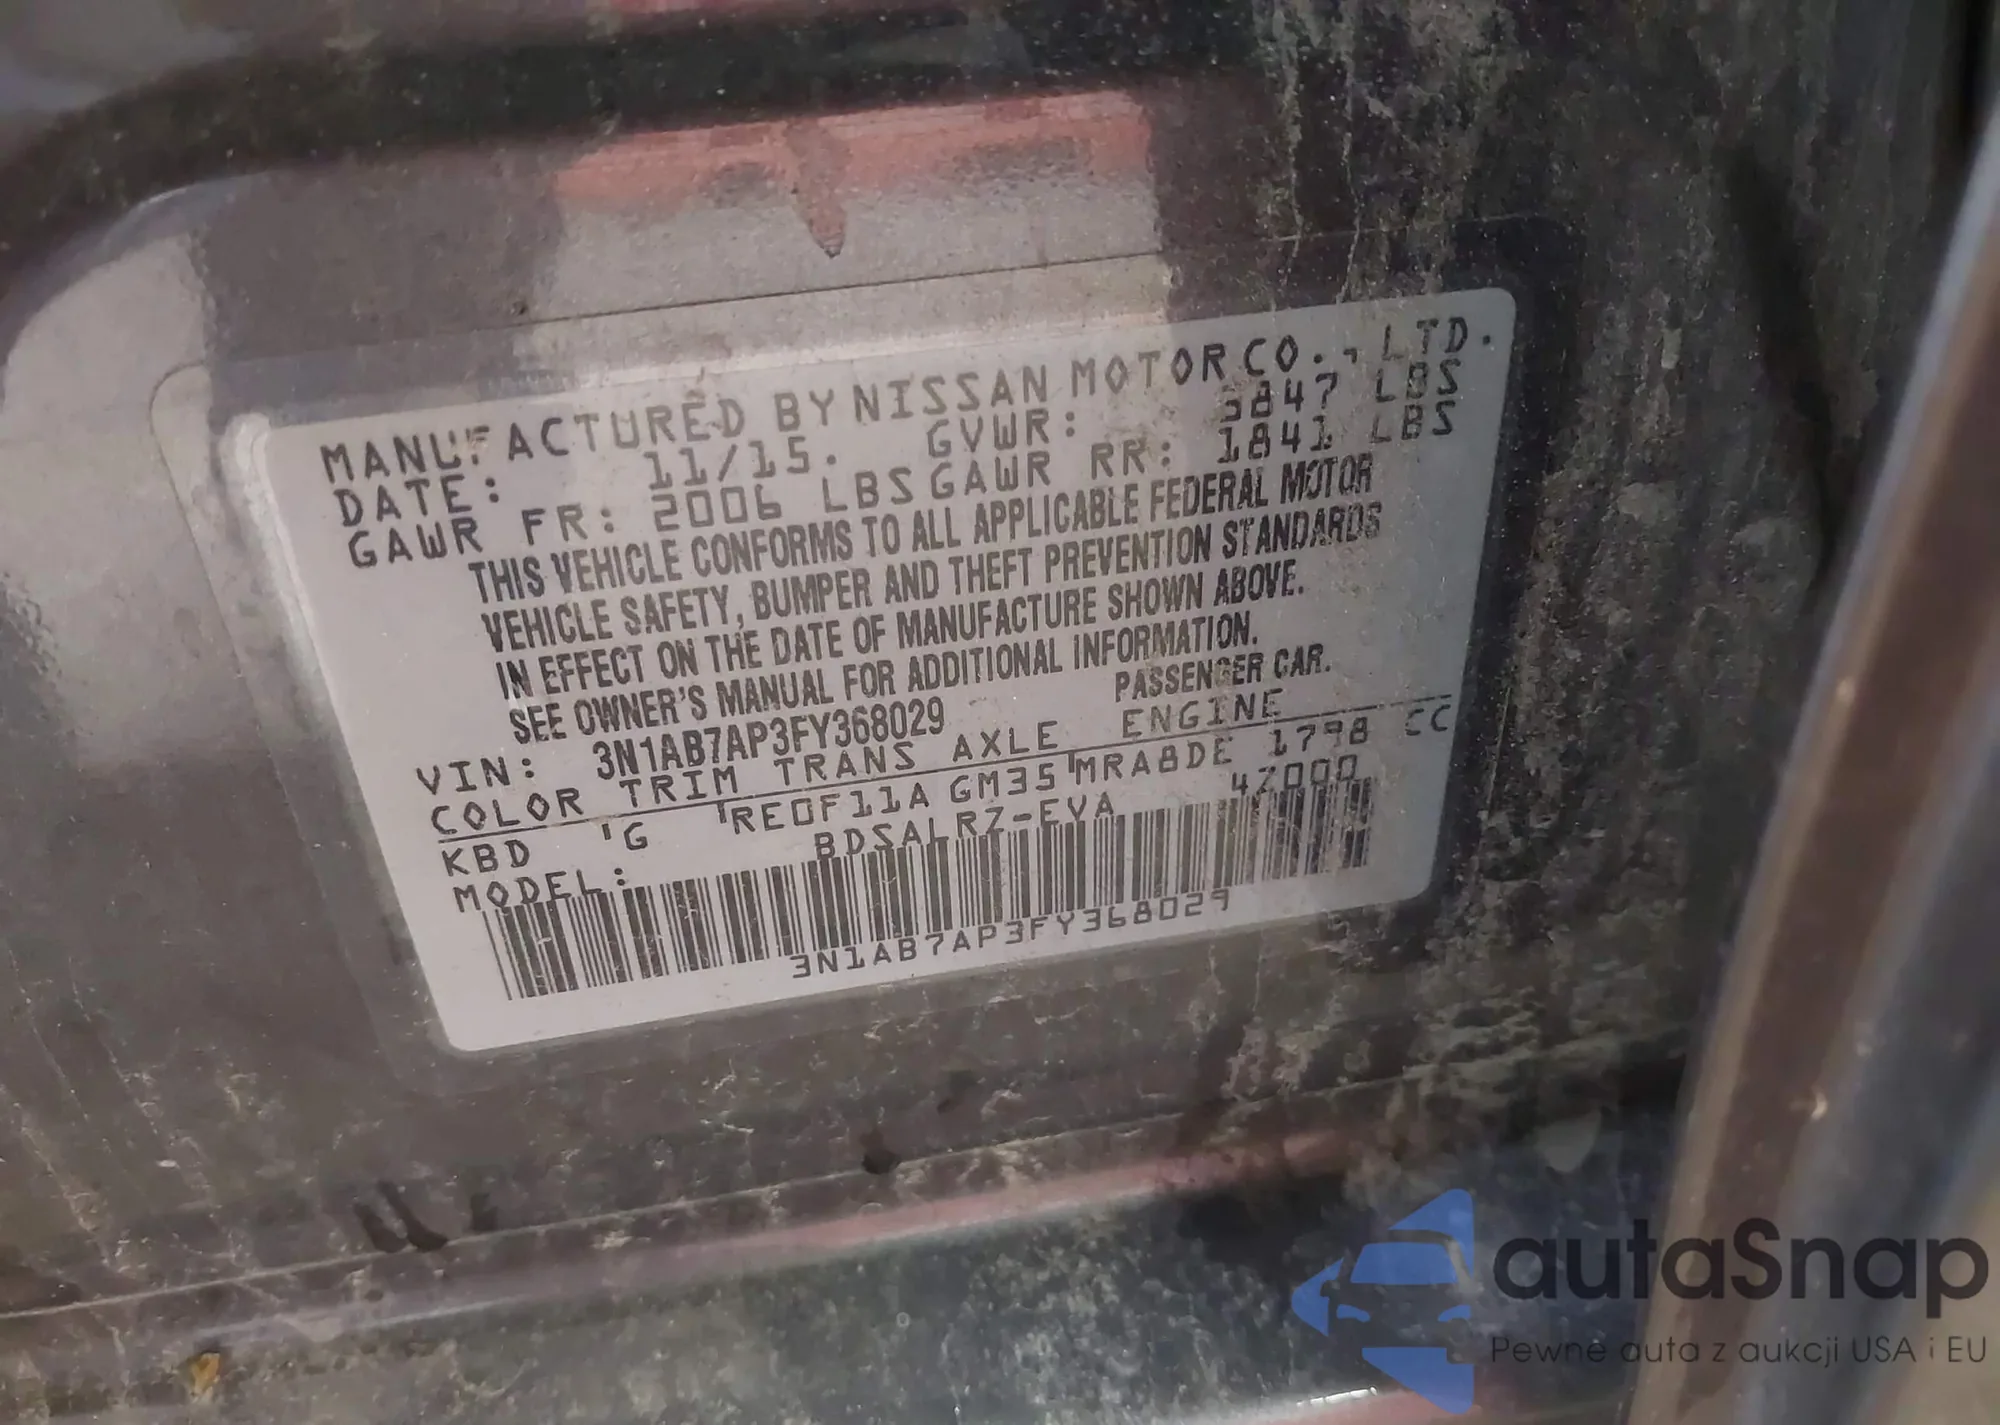 MANUFACTURED BY NISSAN MOTOR CO., LTD.
DATE: 11/15. GVWR: 3847 LBS
GAWR FR: 2006 LBS GAWR RR: 1841 LBS
THIS VEHICLE CONFORMS TO ALL APPLICABLE FEDERAL MOTOR
VEHICLE SAFETY, BUMPER AND THEFT PREVENTION STANDARDS
IN EFFECT ON THE DATE OF MANUFACTURE SHOWN ABOVE.
SEE OWNER'S MANUAL FOR ADDITIONAL INFORMATION.
VIN: 3N1AB7AP3FY368029 PASSENGER CAR.
COLOR TRIM TRANS AXLE ENGINE
KBD 'G 'RE0F11A GM35 'MRA8DE 1798 CC
MODEL: BDSALRZ-EVA 4Z000
3N1AB7AP3FY368029
autaSnap
Pewne auta z aukcji USA i EU